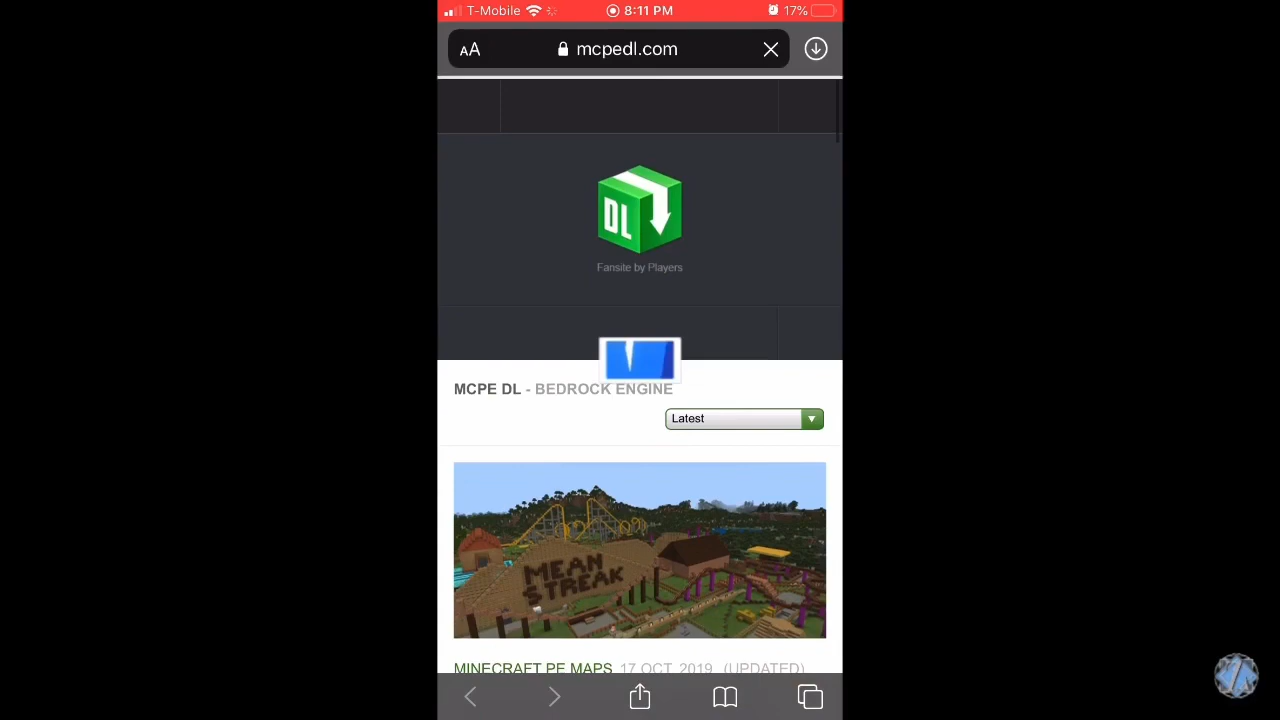 T-Mobile 8:11 PM 17%
AA mcpedl.com
DL
Fansite by Players
MCPE DL - BEDROCK ENGINE
Latest
MEAN
STREAK
MINECRAFT PE MAPS 17 OCT, 2019 (UPDATED)